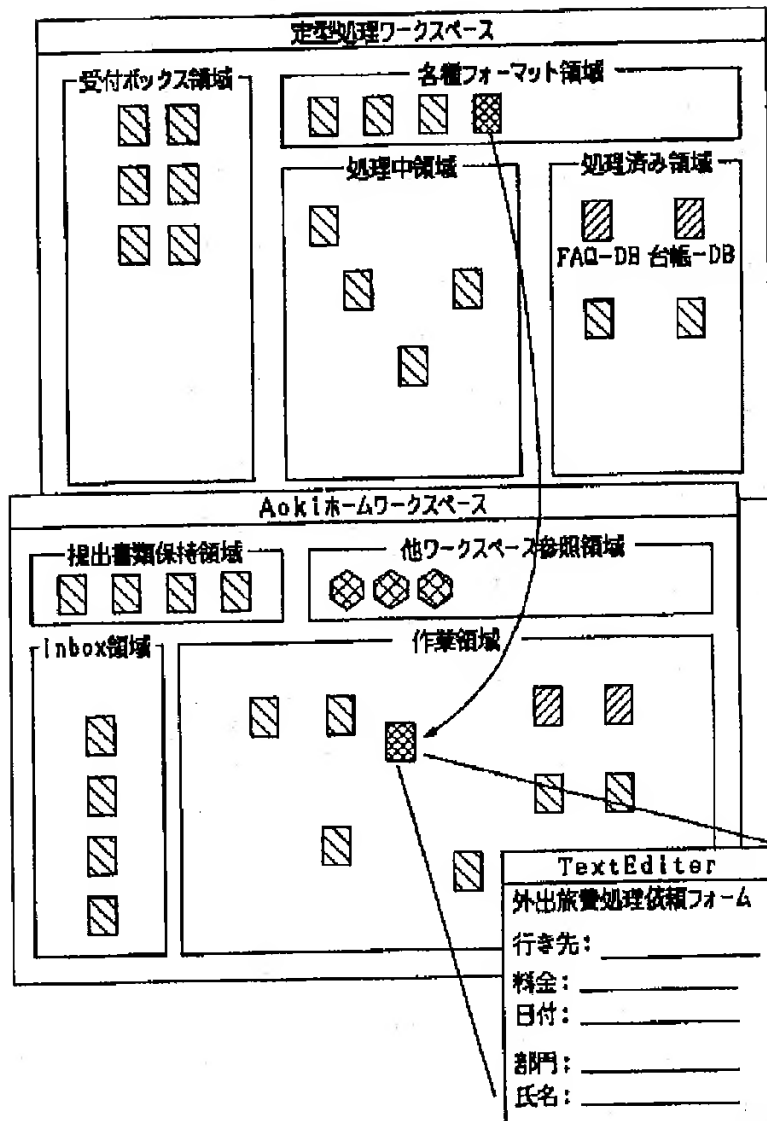 定型処理ワークスペース
受付ボックス領域
各種フォーマット領域
処理中領域
処理済み領域
FAQ-DB 台帳-DB
Aokiホームワークスペース
提出書類保持領域
他ワークスペース参照領域
Inbox領域
作業領域
TextEditer
外出旅費処理依頼フォーム
行き先:
料金:
日付:
部門:
氏名: